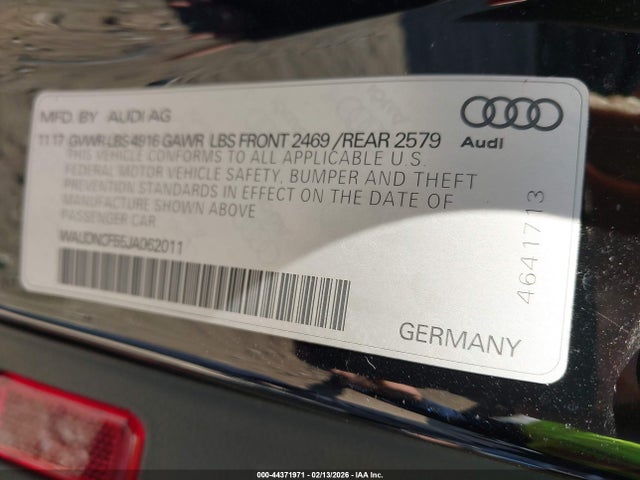 MFD. BY AUDI AG
11.17 GVWR LBS 4916 GAWR LBS FRONT 2469 /REAR 2579
THIS VEHICLE CONFORMS TO ALL APPLICABLE U.S.
FEDERAL MOTOR VEHICLE SAFETY, BUMPER AND THEFT
PREVENTION STANDARDS IN EFFECT ON THE DATE OF
MANUFACTURE SHOWN ABOVE
PASSENGER CAR
WAUDNCF55JA062011
Audi
4641713
GERMANY
000-44371971 - 02/13/2026 - IAA Inc.